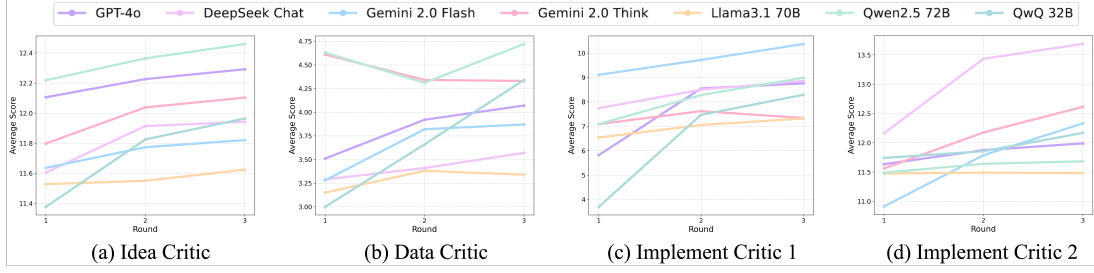 GPT-4o DeepSeek Chat Gemini 2.0 Flash Gemini 2.0 Think Llama3.1 70B Qwen2.5 72B QwQ 32B
Average Score
12.4
12.2
12.0
11.8
11.6
11.4
1 2 3
Round
(a) Idea Critic
Average Score
4.75
4.50
4.25
4.00
3.75
3.50
3.25
3.00
1 2 3
Round
(b) Data Critic
Average Score
10
9
8
7
6
5
4
1 2 3
Round
(c) Implement Critic 1
Average Score
13.5
13.0
12.5
12.0
11.5
11.0
1 2 3
Round
(d) Implement Critic 2